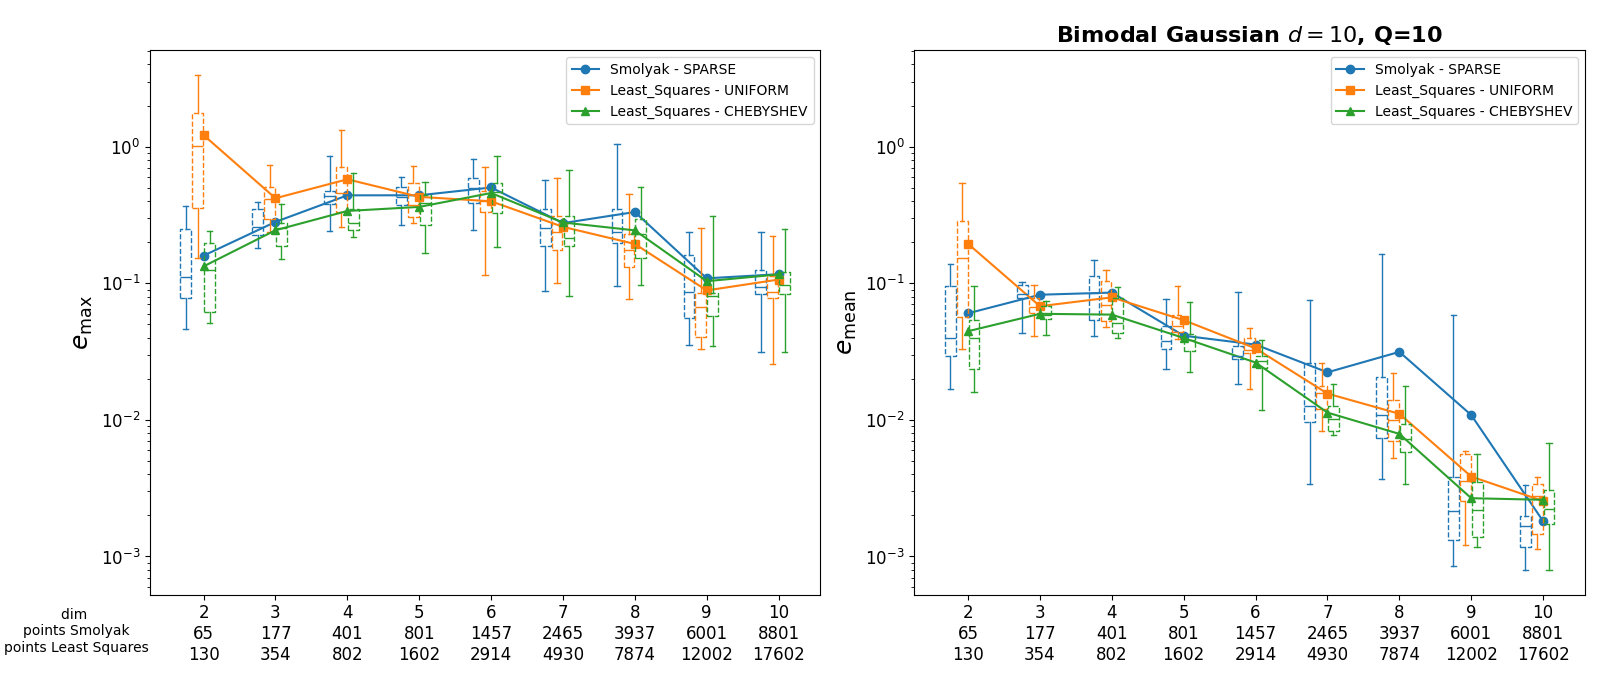 Bimodal Gaussian d = 10, Q=10
Smolyak - SPARSE
Least_Squares - UNIFORM
Least_Squares - CHEBYSHEV
10⁰
10⁻¹
10⁻²
10⁻³
e_max
2 3 4 5 6 7 8 9 10
65 177 401 801 1457 2465 3937 6001 8801
130 354 802 1602 2914 4930 7874 12002 17602
dim
points Smolyak
points Least Squares
Smolyak - SPARSE
Least_Squares - UNIFORM
Least_Squares - CHEBYSHEV
10⁰
10⁻¹
10⁻²
10⁻³
e_mean
2 3 4 5 6 7 8 9 10
65 177 401 801 1457 2465 3937 6001 8801
130 354 802 1602 2914 4930 7874 12002 17602